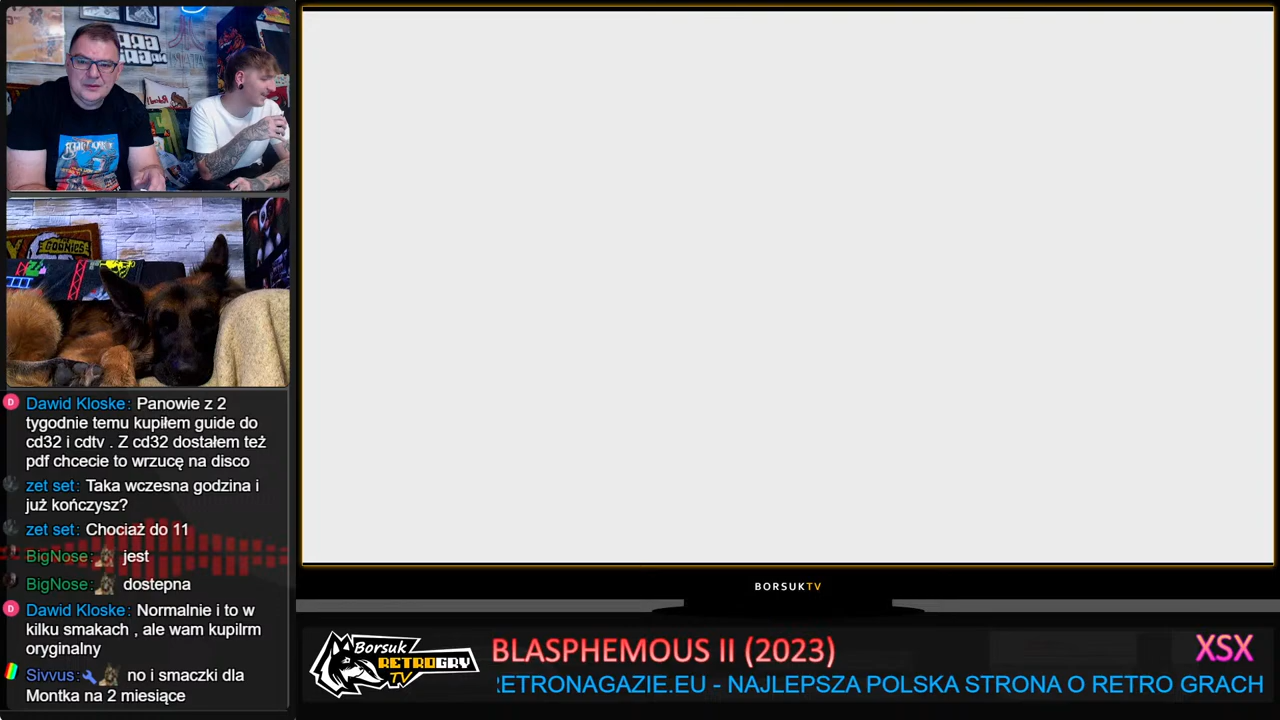 GOONIES
Dawid Kloske: Panowie z 2
tygodnie temu kupiłem guide do
cd32 i cdtv . Z cd32 dostałem też
pdf chcecie to wrzucę na disco
zet set: Taka wczesna godzina i
już kończysz?
zet set: Chociaż do 11
BigNose: jest
BigNose: dostepna
Dawid Kloske: Normalnie i to w
kilku smakach , ale wam kupilrm
oryginalny
Sivvus: no i smaczki dla
Montka na 2 miesiące
BORSUKTV
Borsuk
RETROGRY
TV
BLASPHEMOUS II (2023)
XSX
RETRONAGAZIE.EU - NAJLEPSZA POLSKA STRONA O RETRO GRACH